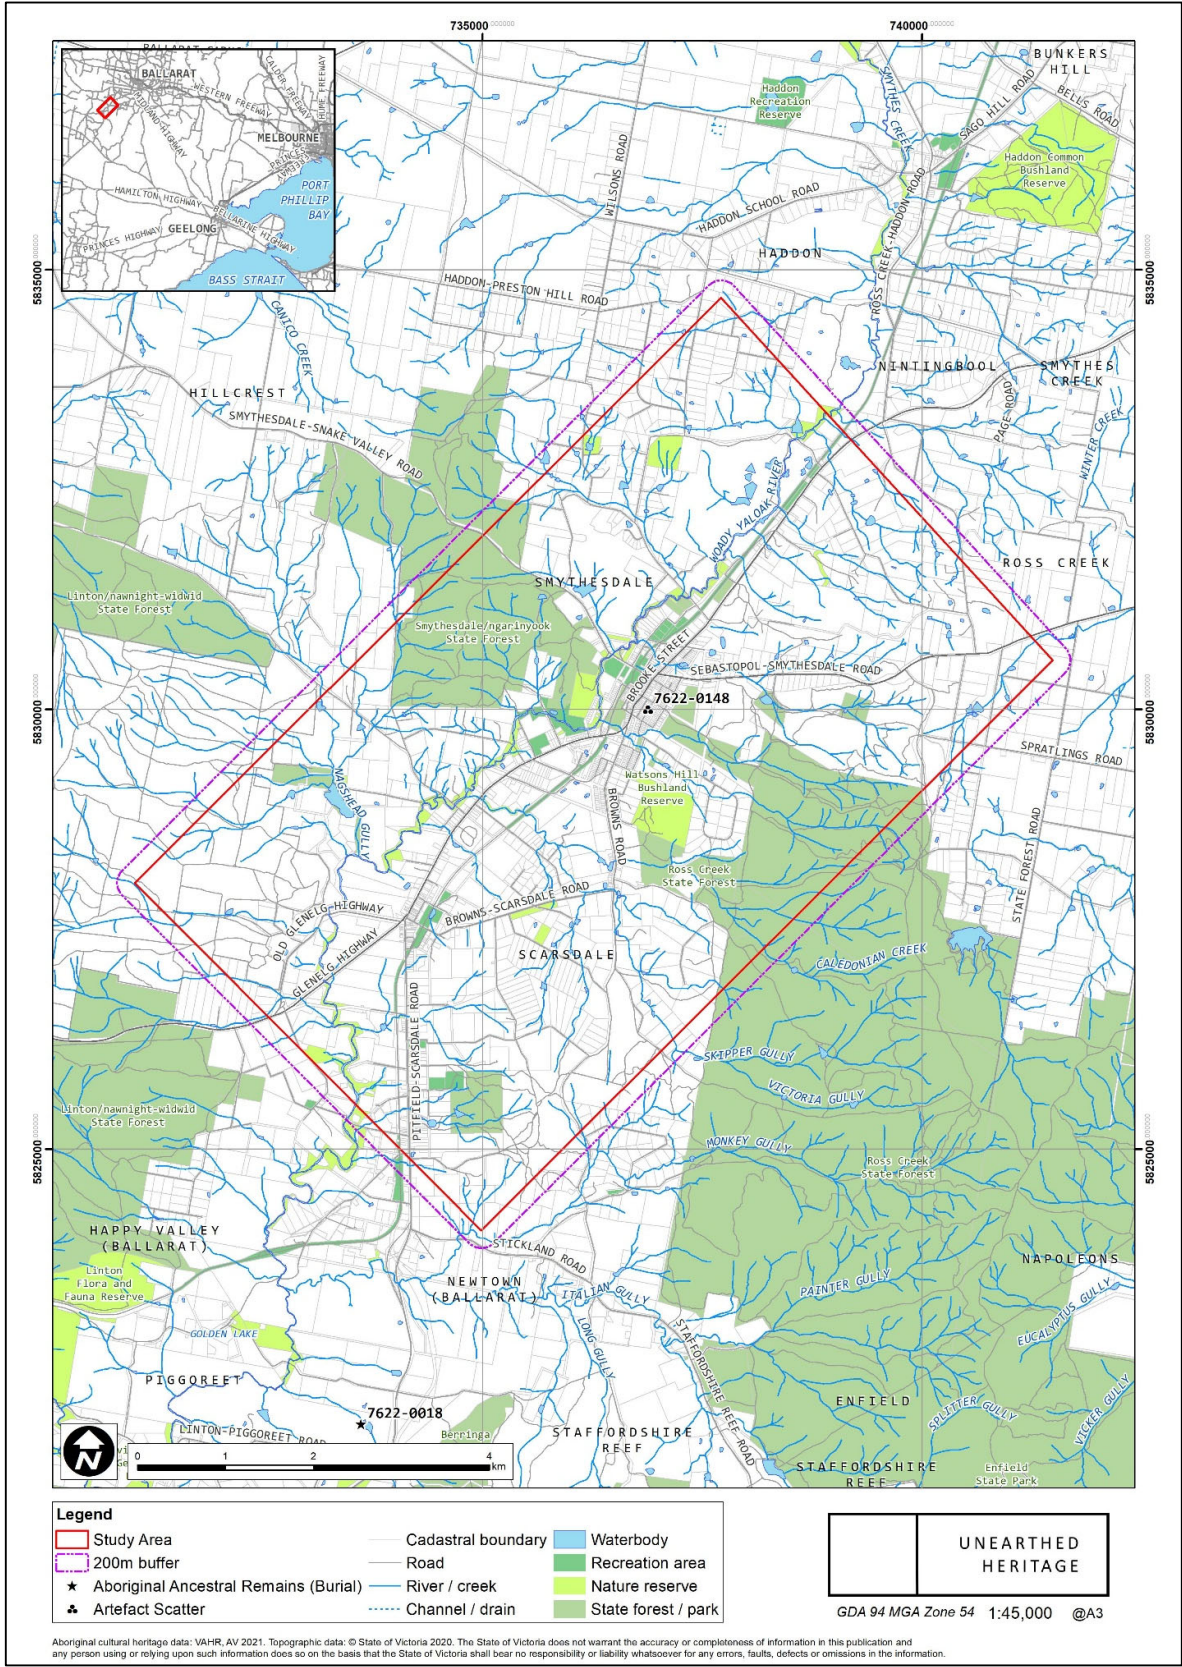 735000
740000
5835000
5835000
5830000
5830000
5825000
5825000
BALLARAT
WESTERN FREEWAY
CALDER FREEWAY
HUME FREEWAY
MIDLAND HIGHWAY
MELBOURNE
PRINCES FREEWAY
PORT
PHILLIP
BAY
HAMILTON HIGHWAY
BELLARINE HIGHWAY
GEELONG
PRINCES HIGHWAY
BASS STRAIT
BUNKERS
HILL
BELLS ROAD
SAGO HILL ROAD
SMYTHES CREEK
Haddon
Recreation
Reserve
Haddon Common
Bushland
Reserve
WILSONS ROAD
HADDON SCHOOL ROAD
ROSS CREEK-HADDON ROAD
HADDON
HADDON-PRESTON HILL ROAD
CANICO CREEK
NINTINGBOOL
SMYTHES
CREEK
PAGE ROAD
WINTER CREEK
HILLCREST
SMYTHESDALE-SNAKE VALLEY ROAD
WOADY YALOAK RIVER
ROSS CREEK
SMYTHESDALE
Linton/nawnight-widwid
State Forest
Smythesdale/ngarinyook
State Forest
BROOKE STREET
SEBASTOPOL-SMYTHESDALE ROAD
7622-0148
SPRATLINGS ROAD
NAGSHEAD GULLY
Watsons Hill
Bushland
Reserve
BROWNS ROAD
STATE FOREST ROAD
Ross Creek
State Forest
BROWNS-SCARSDALE ROAD
OLD GLENELG HIGHWAY
GLENELG HIGHWAY
SCARSDALE
CALEDONIAN CREEK
PITFIELD-SCARSDALE ROAD
SKIPPER GULLY
VICTORIA GULLY
Linton/nawnight-widwid
State Forest
MONKEY GULLY
Ross Creek
State Forest
HAPPY VALLEY
(BALLARAT)
STICKLAND ROAD
NAPOLEONS
Linton
Flora and
Fauna Reserve
NEWTOWN
(BALLARAT)
ITALIAN GULLY
PAINTER GULLY
EUCALYPTUS GULLY
GOLDEN LAKE
LONG GULLY
STAFFORDSHIRE REEF ROAD
PIGGOREET
ENFIELD
SPLITTER GULLY
VICKER GULLY
7622-0018
LINTON-PIGGOREET ROAD
Berringa
STAFFORDSHIRE
REEF
STAFFORDSHIRE
REEF
Enfield
State Park
N
0 1 2 4
km
Legend
Study Area
200m buffer
Aboriginal Ancestral Remains (Burial)
Artefact Scatter
Cadastral boundary
Road
River / creek
Channel / drain
Waterbody
Recreation area
Nature reserve
State forest / park
UNEARTHED
HERITAGE
GDA 94 MGA Zone 54 1:45,000 @A3
Aboriginal cultural heritage data: VAHR, AV 2021. Topographic data: © State of Victoria 2020. The State of Victoria does not warrant the accuracy or completeness of information in this publication and
any person using or relying upon such information does so on the basis that the State of Victoria shall bear no responsibility or liability whatsoever for any errors, faults, defects or omissions in the information.